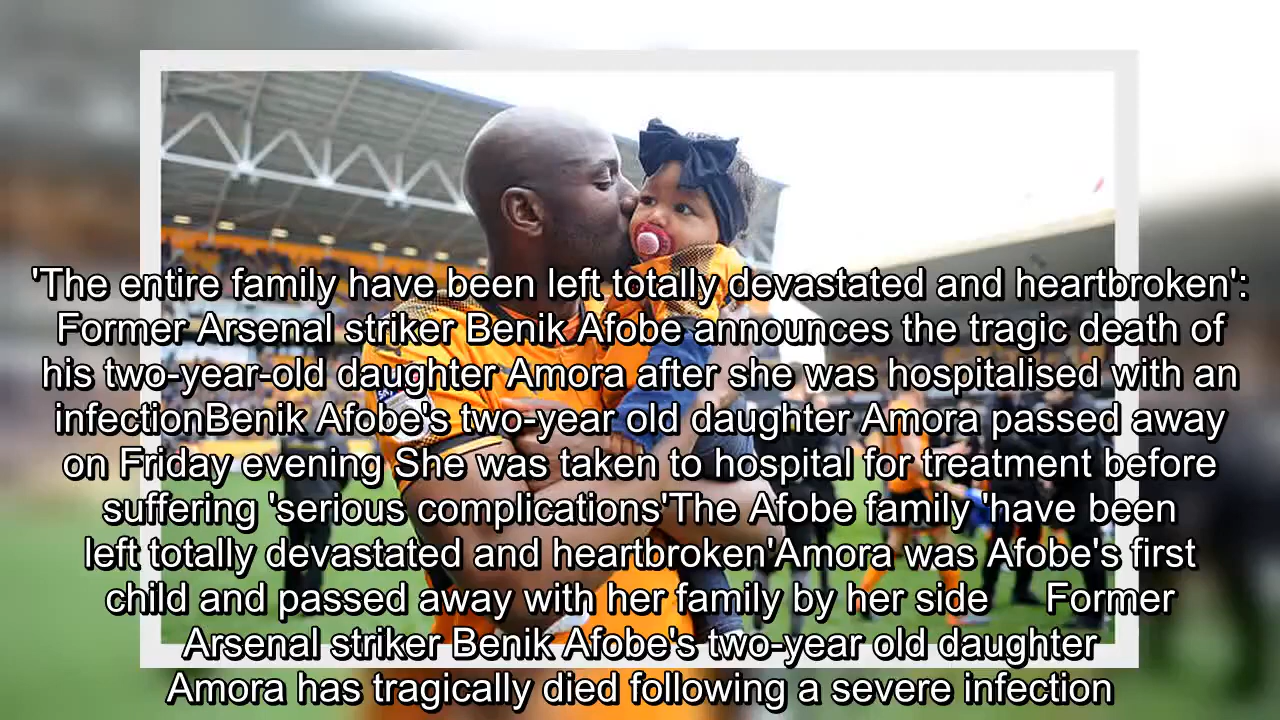 'The entire family have been left totally devastated and heartbroken':
Former Arsenal striker Benik Afobe announces the tragic death of
his two-year-old daughter Amora after she was hospitalised with an
infectionBenik Afobe's two-year old daughter Amora passed away
on Friday evening She was taken to hospital for treatment before
suffering 'serious complications'The Afobe family 'have been
left totally devastated and heartbroken'Amora was Afobe's first
child and passed away with her family by her side Former
Arsenal striker Benik Afobe's two-year old daughter
Amora has tragically died following a severe infection